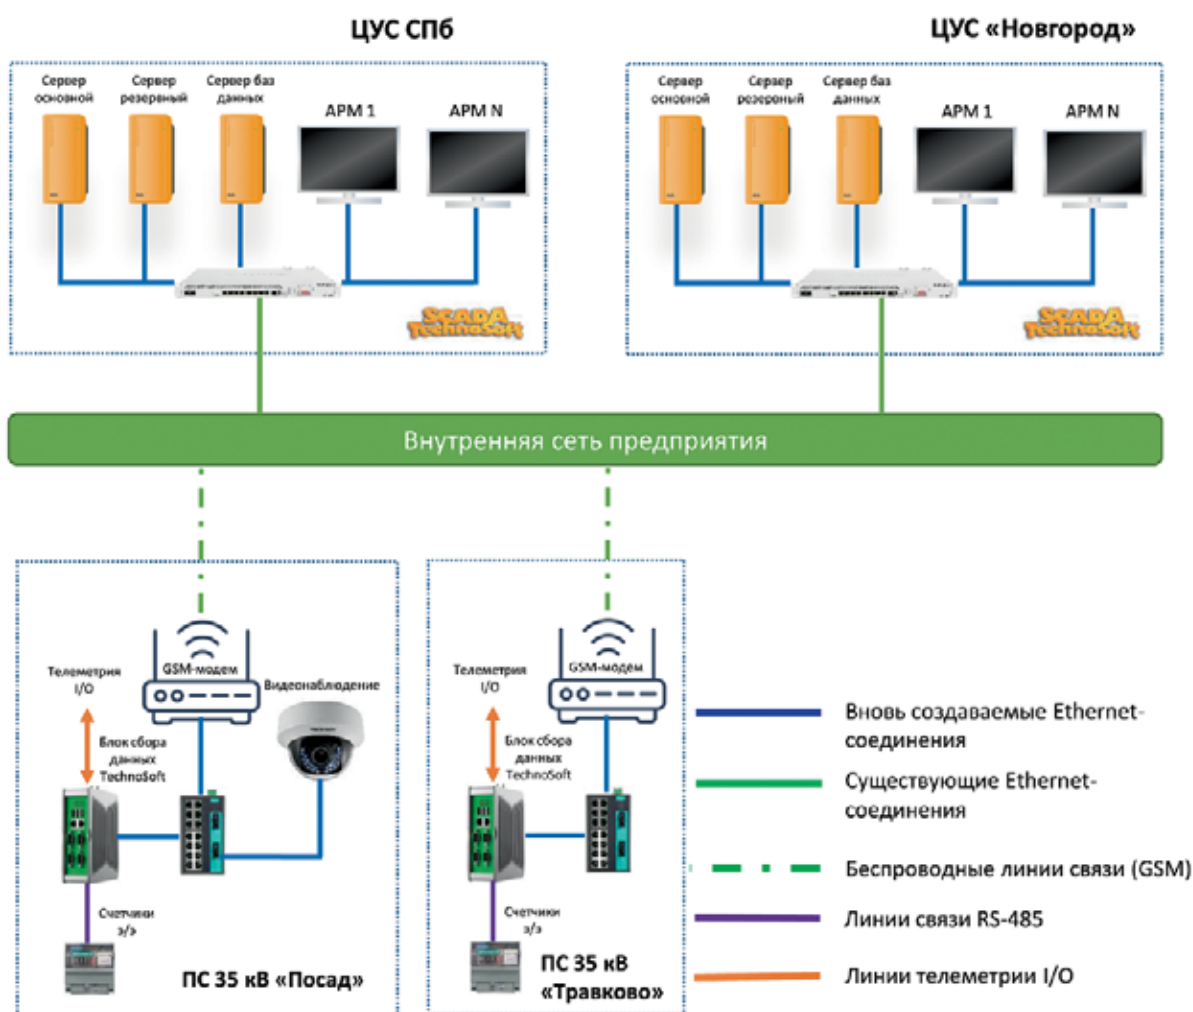 ЦУС СПб
Сервер
основной
Сервер
резервный
Сервер баз
данных
АРМ 1
АРМ N
SCADA
TechnoSoft
ЦУС «Новгород»
Сервер
основной
Сервер
резервный
Сервер баз
данных
АРМ 1
АРМ N
SCADA
TechnoSoft
Внутренняя сеть предприятия
Телеметрия
I/O
GSM-модем
Видеонаблюдение
Блок сбора
данных
TechnoSoft
Счетчики
э/э
ПС 35 кВ «Посад»
Телеметрия
I/O
GSM-модем
Блок сбора
данных
TechnoSoft
Счетчики
э/э
ПС 35 кВ
«Травково»
Вновь создаваемые Ethernet-
соединения
Существующие Ethernet-
соединения
Беспроводные линии связи (GSM)
Линии связи RS-485
Линии телеметрии I/O